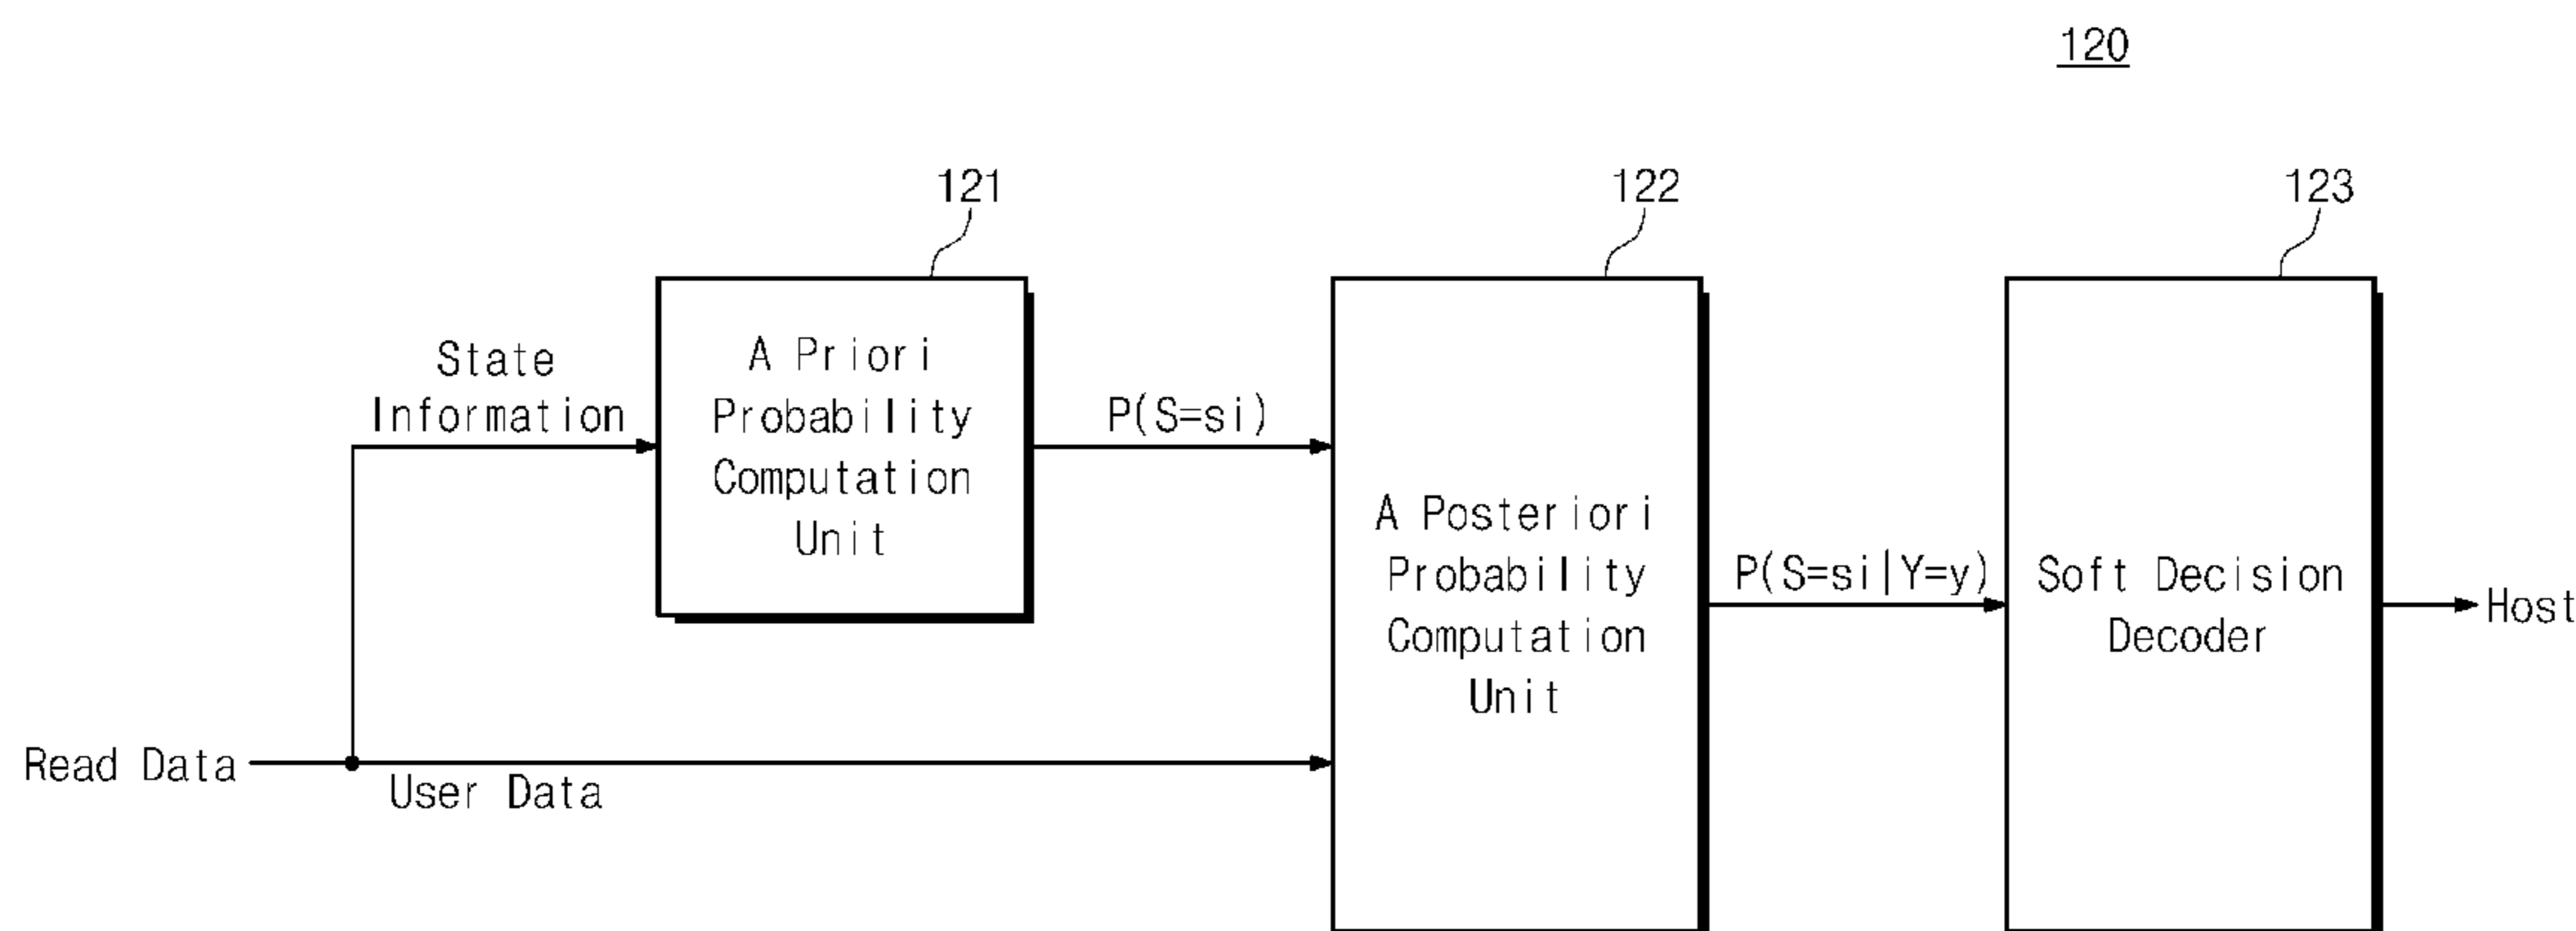 120
121
122
123
State
Information
A Priori
Probability
Computation
Unit
P(S=si)
A Posteriori
Probability
Computation
Unit
P(S=si|Y=y)
Soft Decision
Decoder
Host
Read Data
User Data